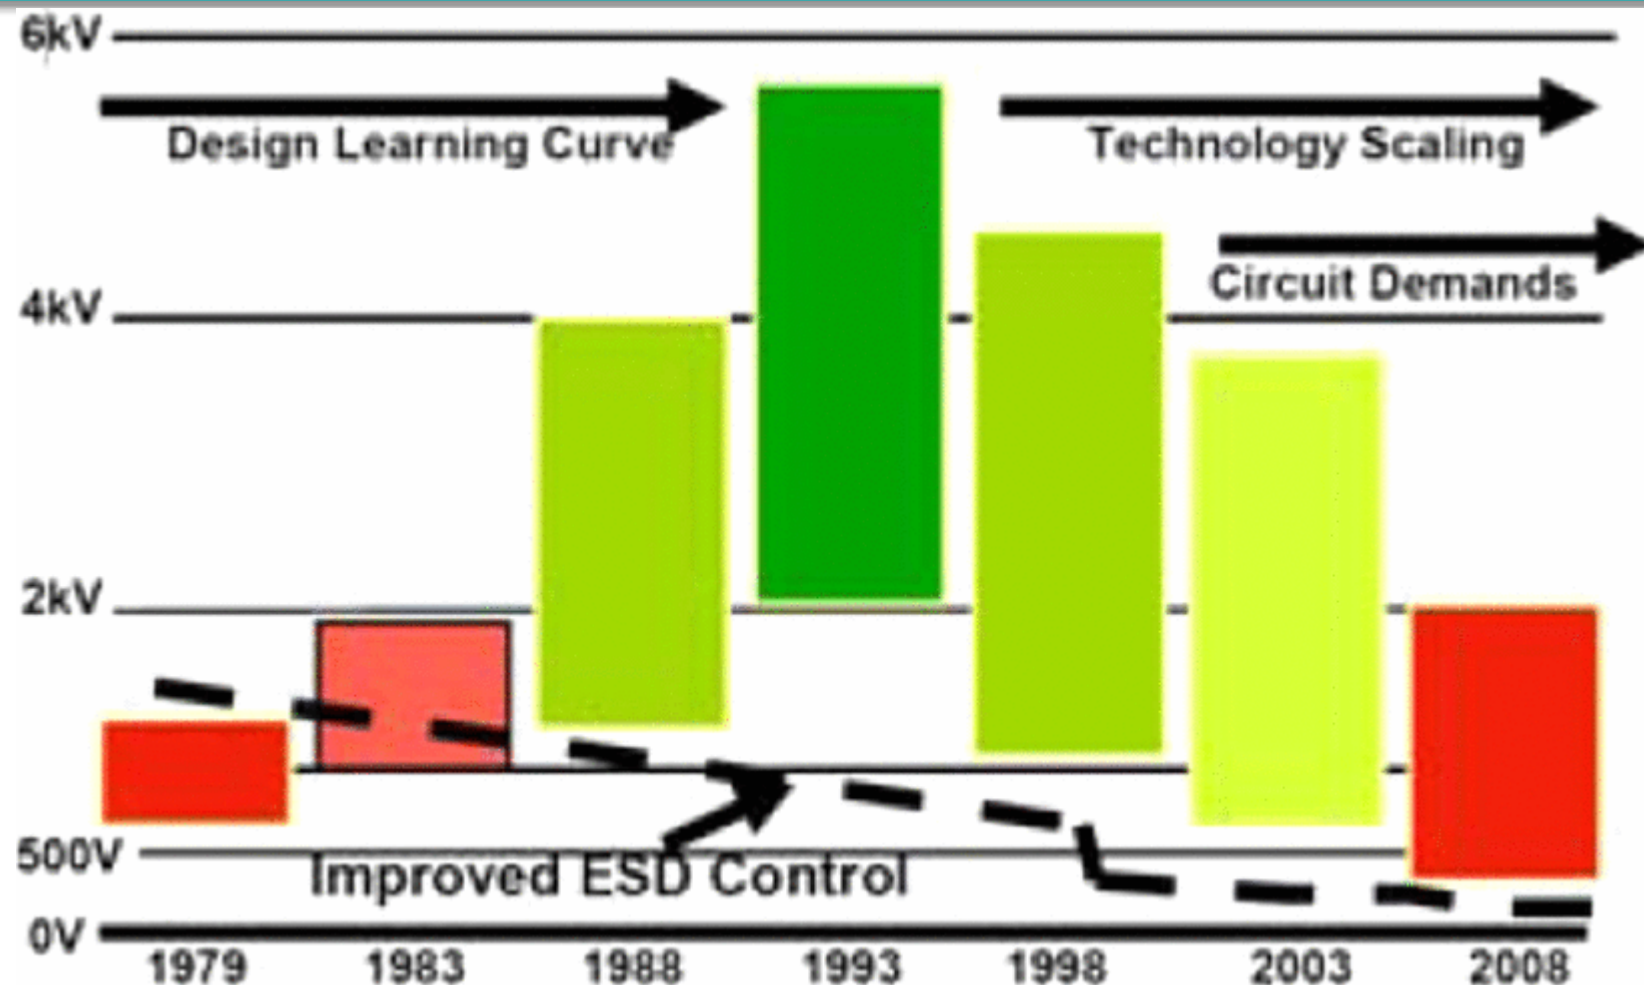 6kV
Design Learning Curve
Technology Scaling
Circuit Demands
4kV
2kV
500V
Improved ESD Control
0V
1979 1983 1988 1993 1998 2003 2008